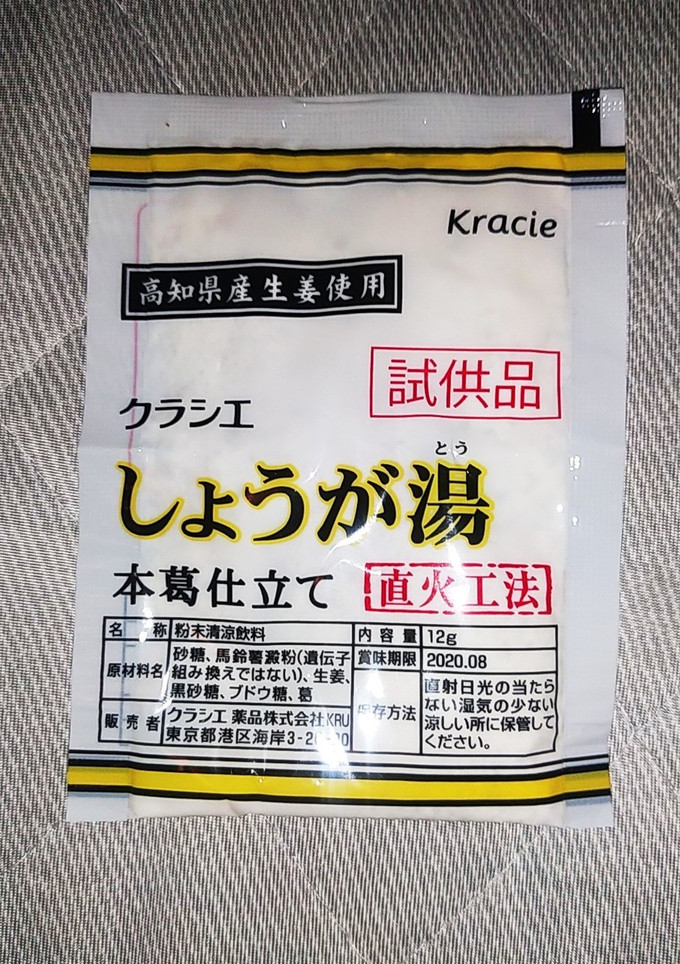 Kracie
高知県産生姜使用
試供品
クラシエ
とう
しょうが湯
本葛仕立て
直火工法
名称 粉末清涼飲料
原材料名 砂糖、馬鈴薯澱粉(遺伝子
組み換えではない)、生姜、
黒砂糖、ブドウ糖、葛
販売者 クラシエ薬品株式会社KRU
東京都港区海岸3-20-20
内容量 12g
賞味期限 2020.08
保存方法 直射日光の当たら
ない湿気の少ない
涼しい所に保管して
ください。